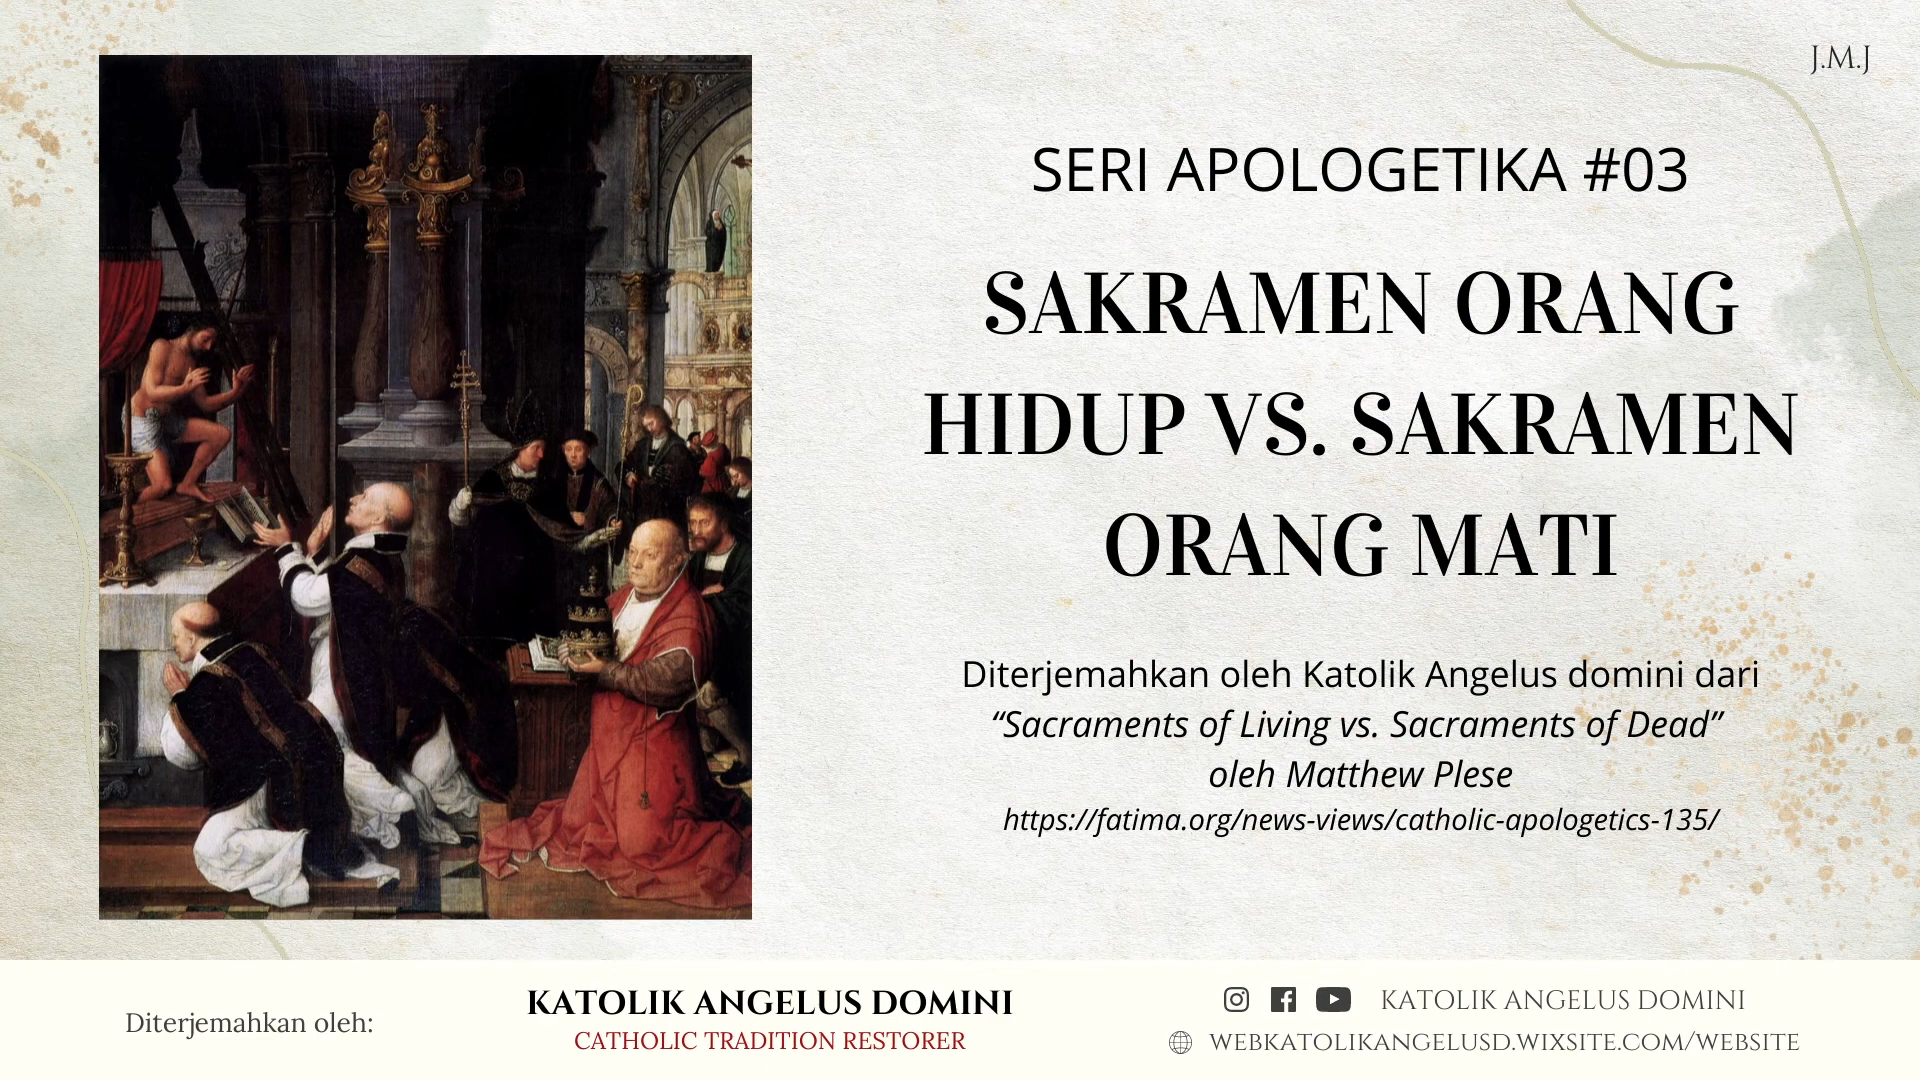 J.M.J
SERI APOLOGETIKA #03
SAKRAMEN ORANG
HIDUP VS. SAKRAMEN
ORANG MATI
Diterjemahkan oleh Katolik Angelus domini dari
“Sacraments of Living vs. Sacraments of Dead”
oleh Matthew Plese
https://fatima.org/news-views/catholic-apologetics-135/
Diterjemahkan oleh:
KATOLIK ANGELUS DOMINI
CATHOLIC TRADITION RESTORER
KATOLIK ANGELUS DOMINI
WEBKATOLIKANGELUSD.WIXSITE.COM/WEBSITE